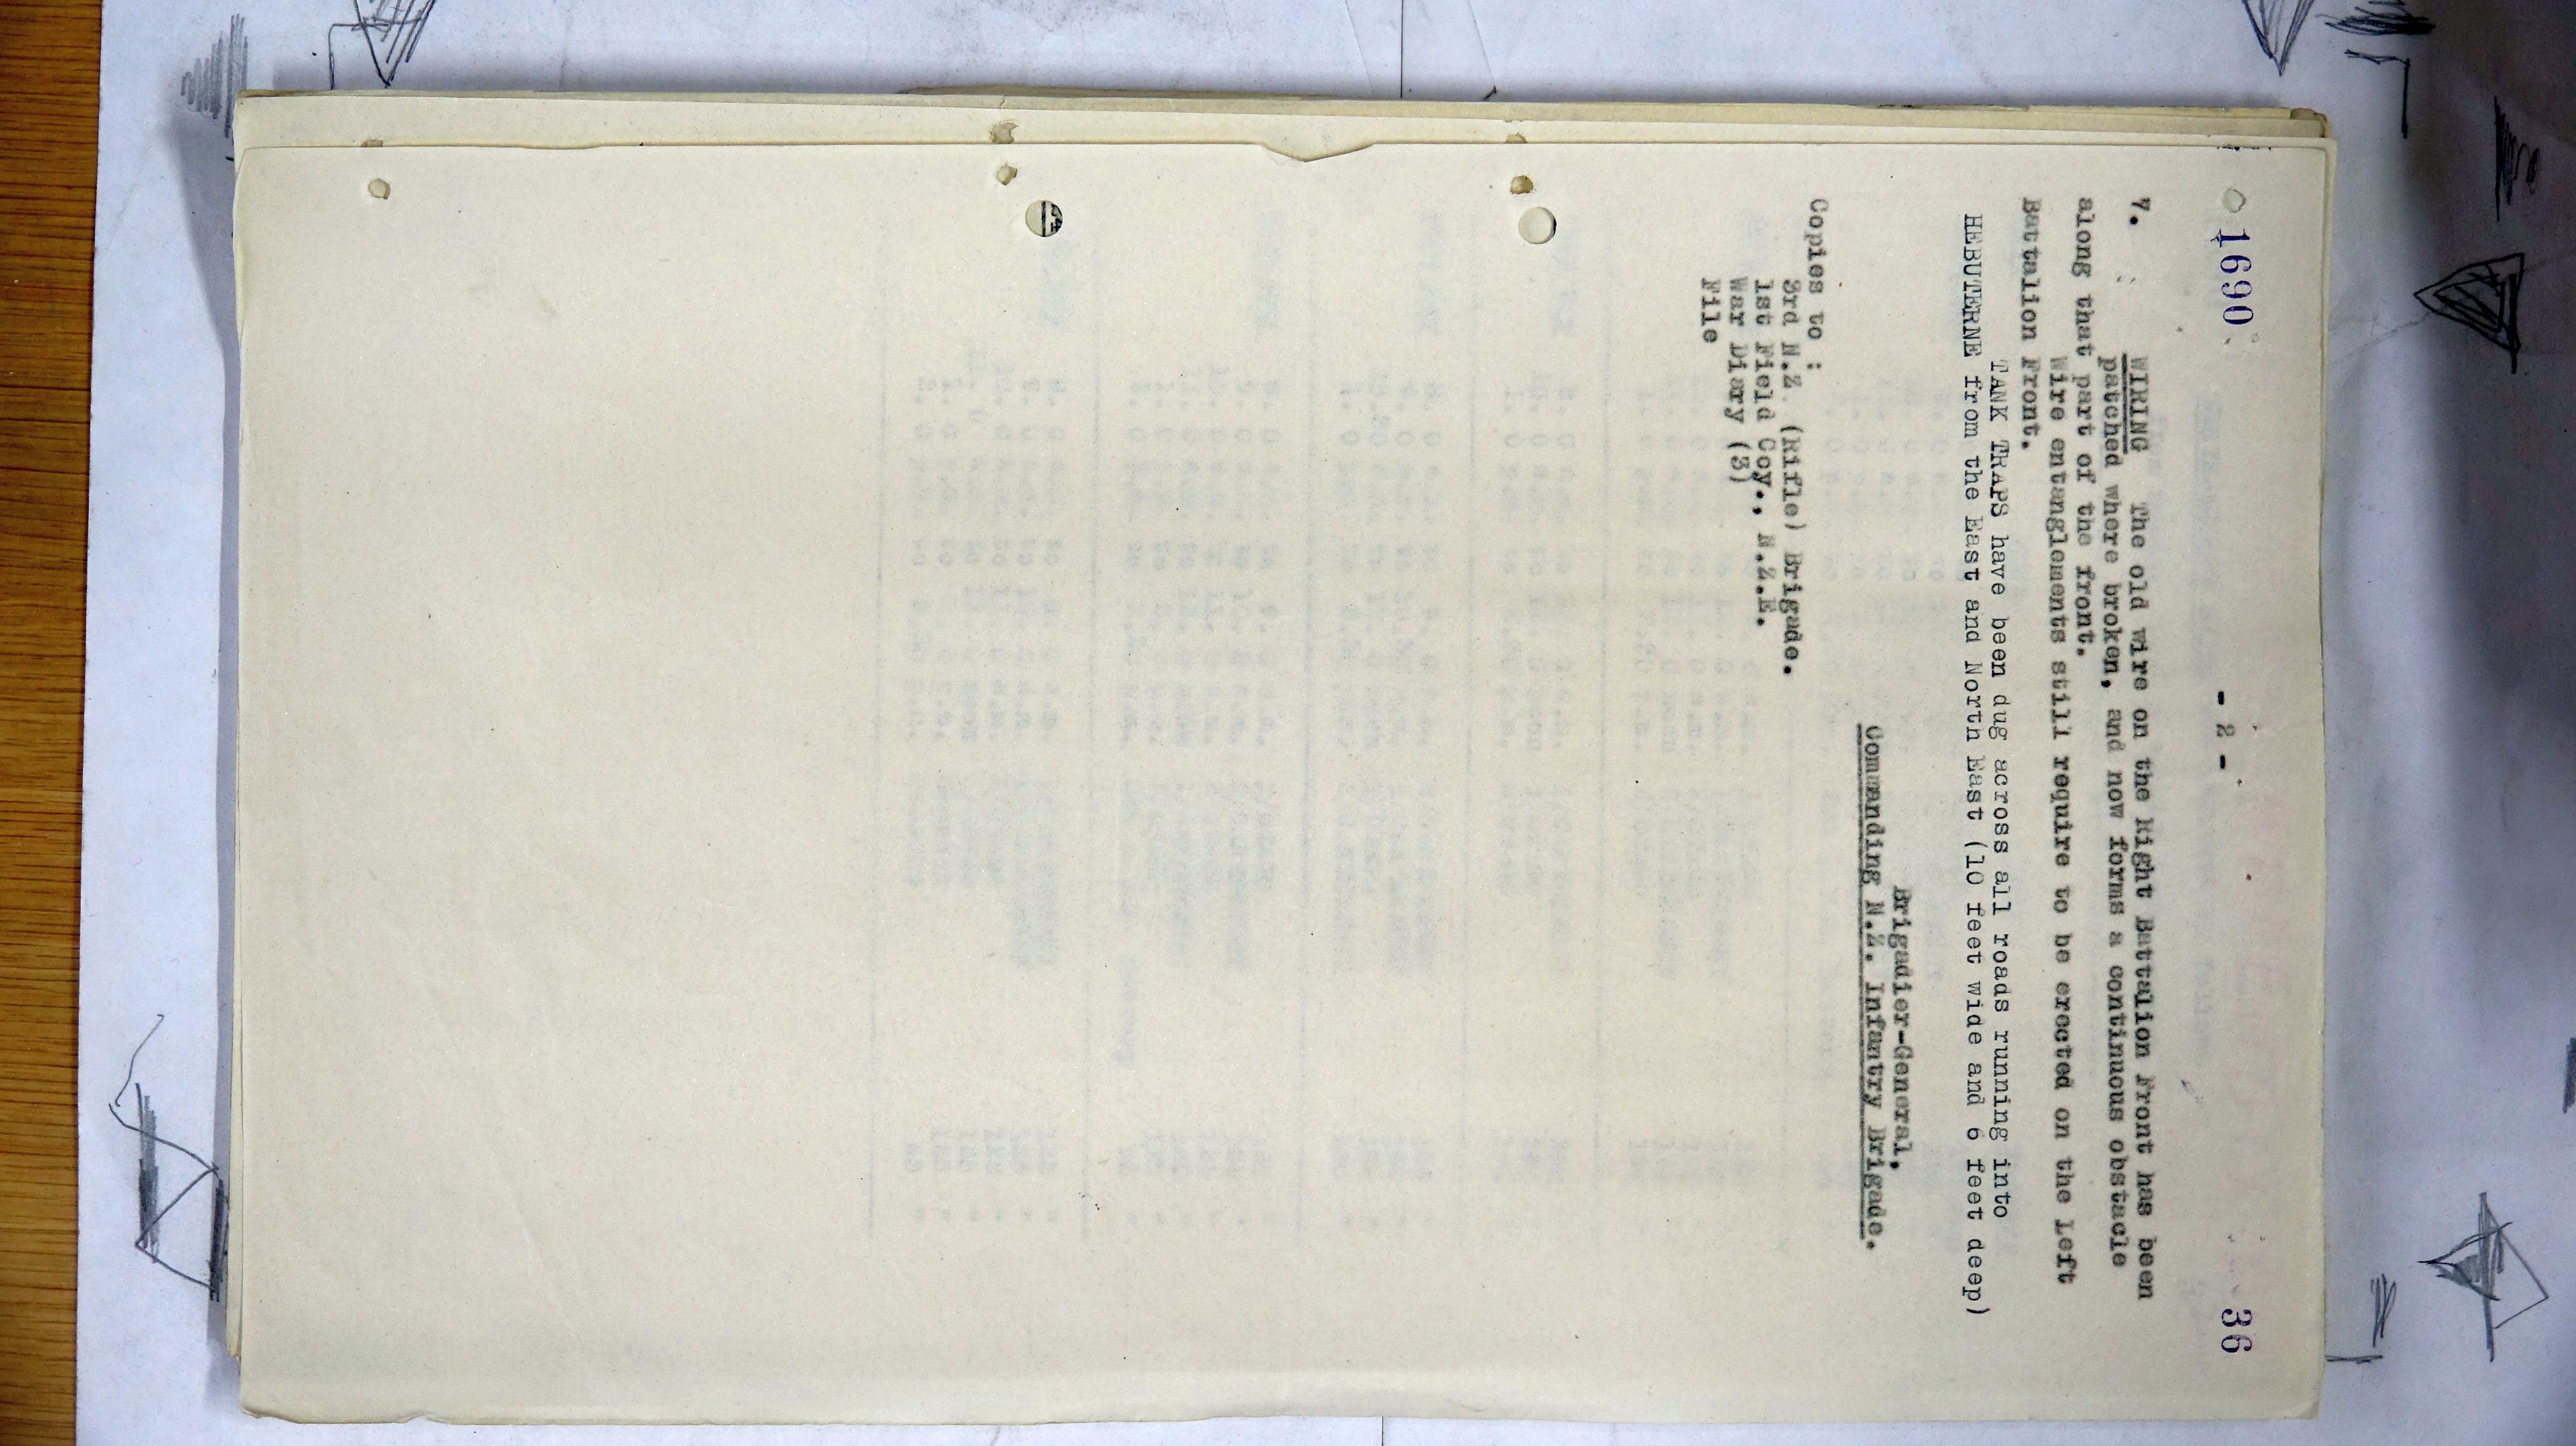 1690 36
- 2 -
7. WIRING The old wire on the Right Battalion Front has been
patched where broken, and now forms a continuous obstacle
along that part of the front.
Wire entanglements still require to be erected on the Left
Battalion Front.
TANK TRAPS have been dug across all roads running into
HEBUTERNE from the East and North East (10 feet wide and 6 feet deep)
Brigadier-General,
Commanding N.Z. Infantry Brigade.
Copies to :
3rd N.Z. (Rifle) Brigade.
1st Field Coy., N.Z.E.
War Diary (3)
File